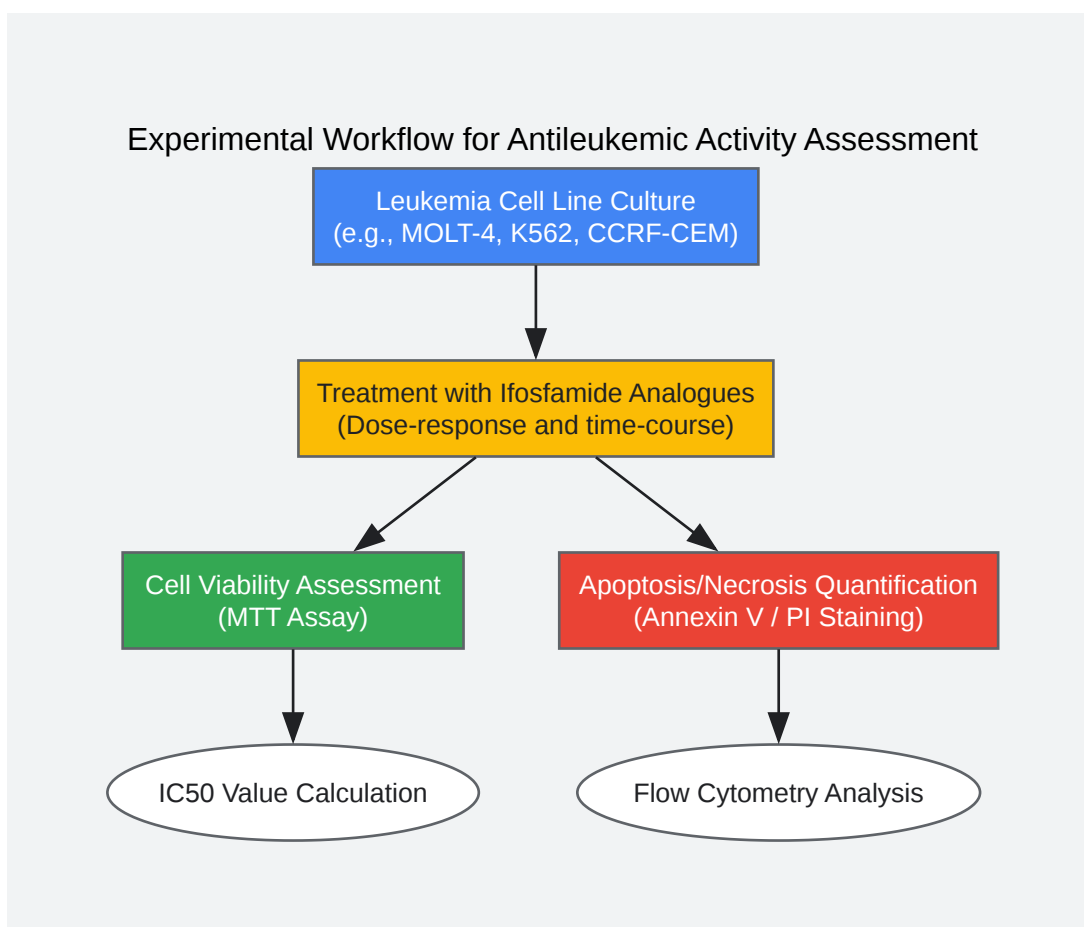 Experimental Workflow for Antileukemic Activity Assessment
Leukemia Cell Line Culture
(e.g., MOLT-4, K562, CCRF-CEM)
Treatment with Ifosfamide Analogues
(Dose-response and time-course)
Cell Viability Assessment
(MTT Assay)
Apoptosis/Necrosis Quantification
(Annexin V / PI Staining)
IC50 Value Calculation
Flow Cytometry Analysis